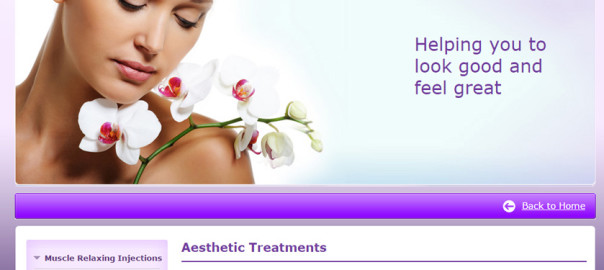 Helping you to
look good and
feel great
Back to Home
Aesthetic Treatments
Muscle Relaxing Injections